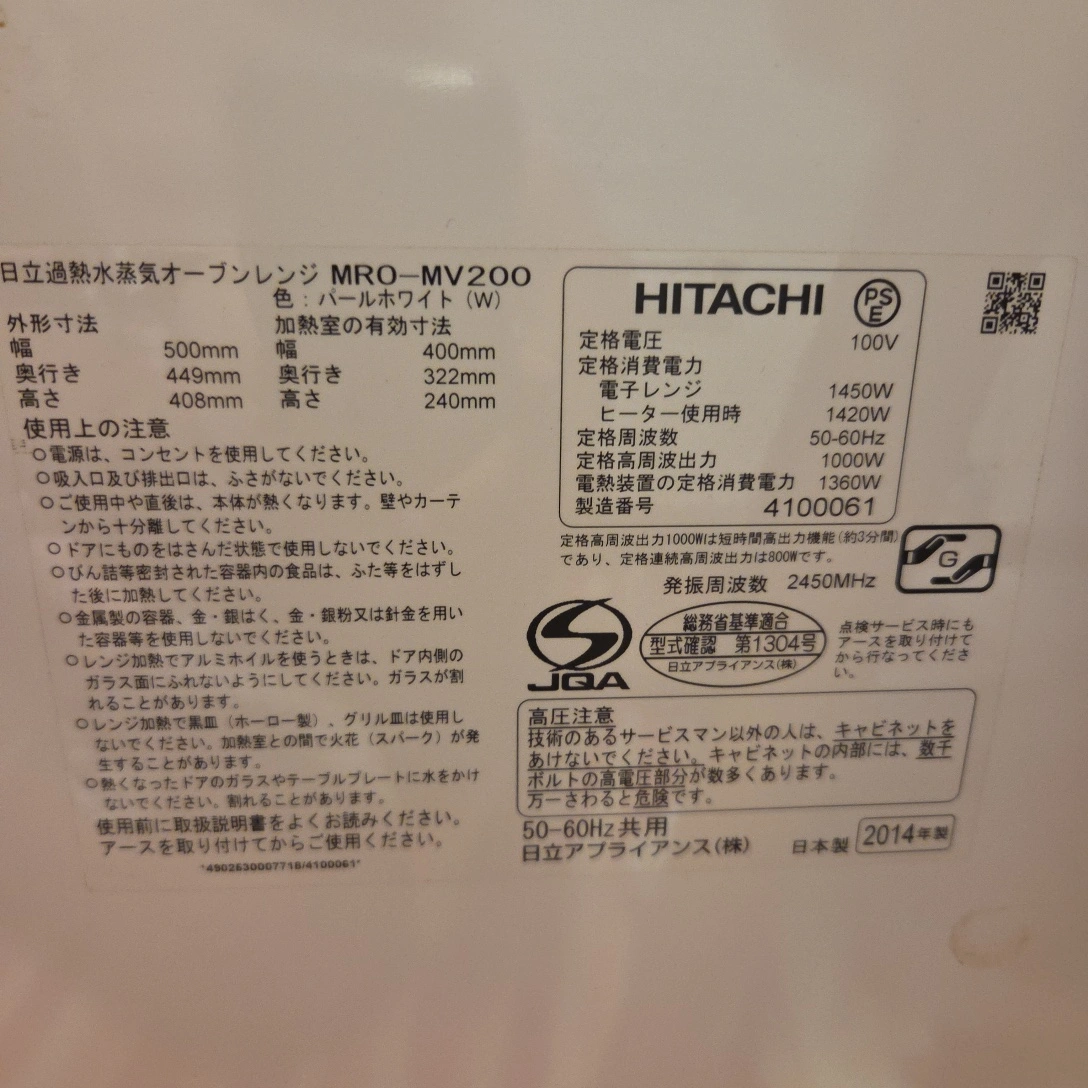 日立過熱水蒸気オーブンレンジ MRO-MV200
色：パールホワイト（W）
外形寸法
幅 500mm
奥行き 449mm
高さ 408mm
加熱室の有効寸法
幅 400mm
奥行き 322mm
高さ 240mm
使用上の注意
○電源は、コンセントを使用してください。
○吸入口及び排出口は、ふさがないでください。
○ご使用中や直後は、本体が熱くなります。壁やカーテ
ンから十分離してください。
○ドアにものをはさんだ状態で使用しないでください。
○びん詰等密封された容器内の食品は、ふた等をはずし
た後に加熱してください。
○金属製の容器、金・銀はく、金・銀粉又は針金を用い
た容器等を使用しないでください。
○レンジ加熱でアルミホイルを使うときは、ドア内側の
ガラス面にふれないようにしてください。ガラスが割
れることがあります。
○レンジ加熱で黒皿（ホーロー製）、グリル皿は使用し
ないでください。加熱室との間で火花（スパーク）が発
生することがあります。
○熱くなったドアのガラスやテーブルプレートに水をかけ
ないでください。割れることがあります。
使用前に取扱説明書をよくお読みください。
アースを取り付けてからご使用ください。
*4902530007718/4100061*
HITACHI PSE
定格電圧 100V
定格消費電力
電子レンジ 1450W
ヒーター使用時 1420W
定格周波数 50-60Hz
定格高周波出力 1000W
電熱装置の定格消費電力 1360W
製造番号 4100061
定格高周波出力1000Wは短時間高出力機能（約3分間）
であり、定格連続高周波出力は800Wです。
発振周波数 2450MHz
G
JQA
総務省基準適合
型式確認 第1304号
日立アプライアンス（株）
点検サービス時にも
アースを取り付けて
から行なってくださ
い。
高圧注意
技術のあるサービスマン以外の人は、キャビネットを
あけないでください。キャビネットの内部には、数千
ボルトの高電圧部分が数多くあります。
万一さわると危険です。
50-60Hz共用
日立アプライアンス（株） 日本製 2014年製